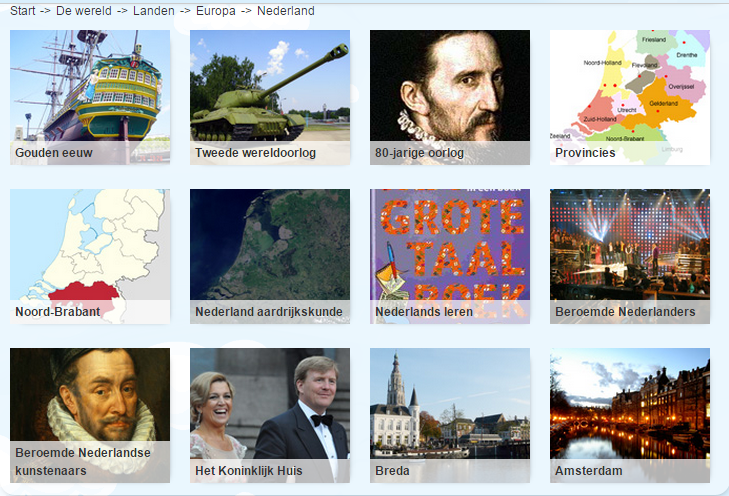 Start -> De wereld -> Landen -> Europa -> Nederland
Gouden eeuw
Tweede wereldoorlog
80-jarige oorlog
Friesland
Drenthe
Noord-Holland
Flevoland
Overijssel
Gelderland
Utrecht
Zuid-Holland
Noord-Brabant
Zeeland
Limburg
Provincies
Noord-Brabant
Nederland aardrijkskunde
GROTE
TAAL
BOEK
Nederlands leren
Beroemde Nederlanders
Beroemde Nederlandse
kunstenaars
Het Koninklijk Huis
Breda
Amsterdam